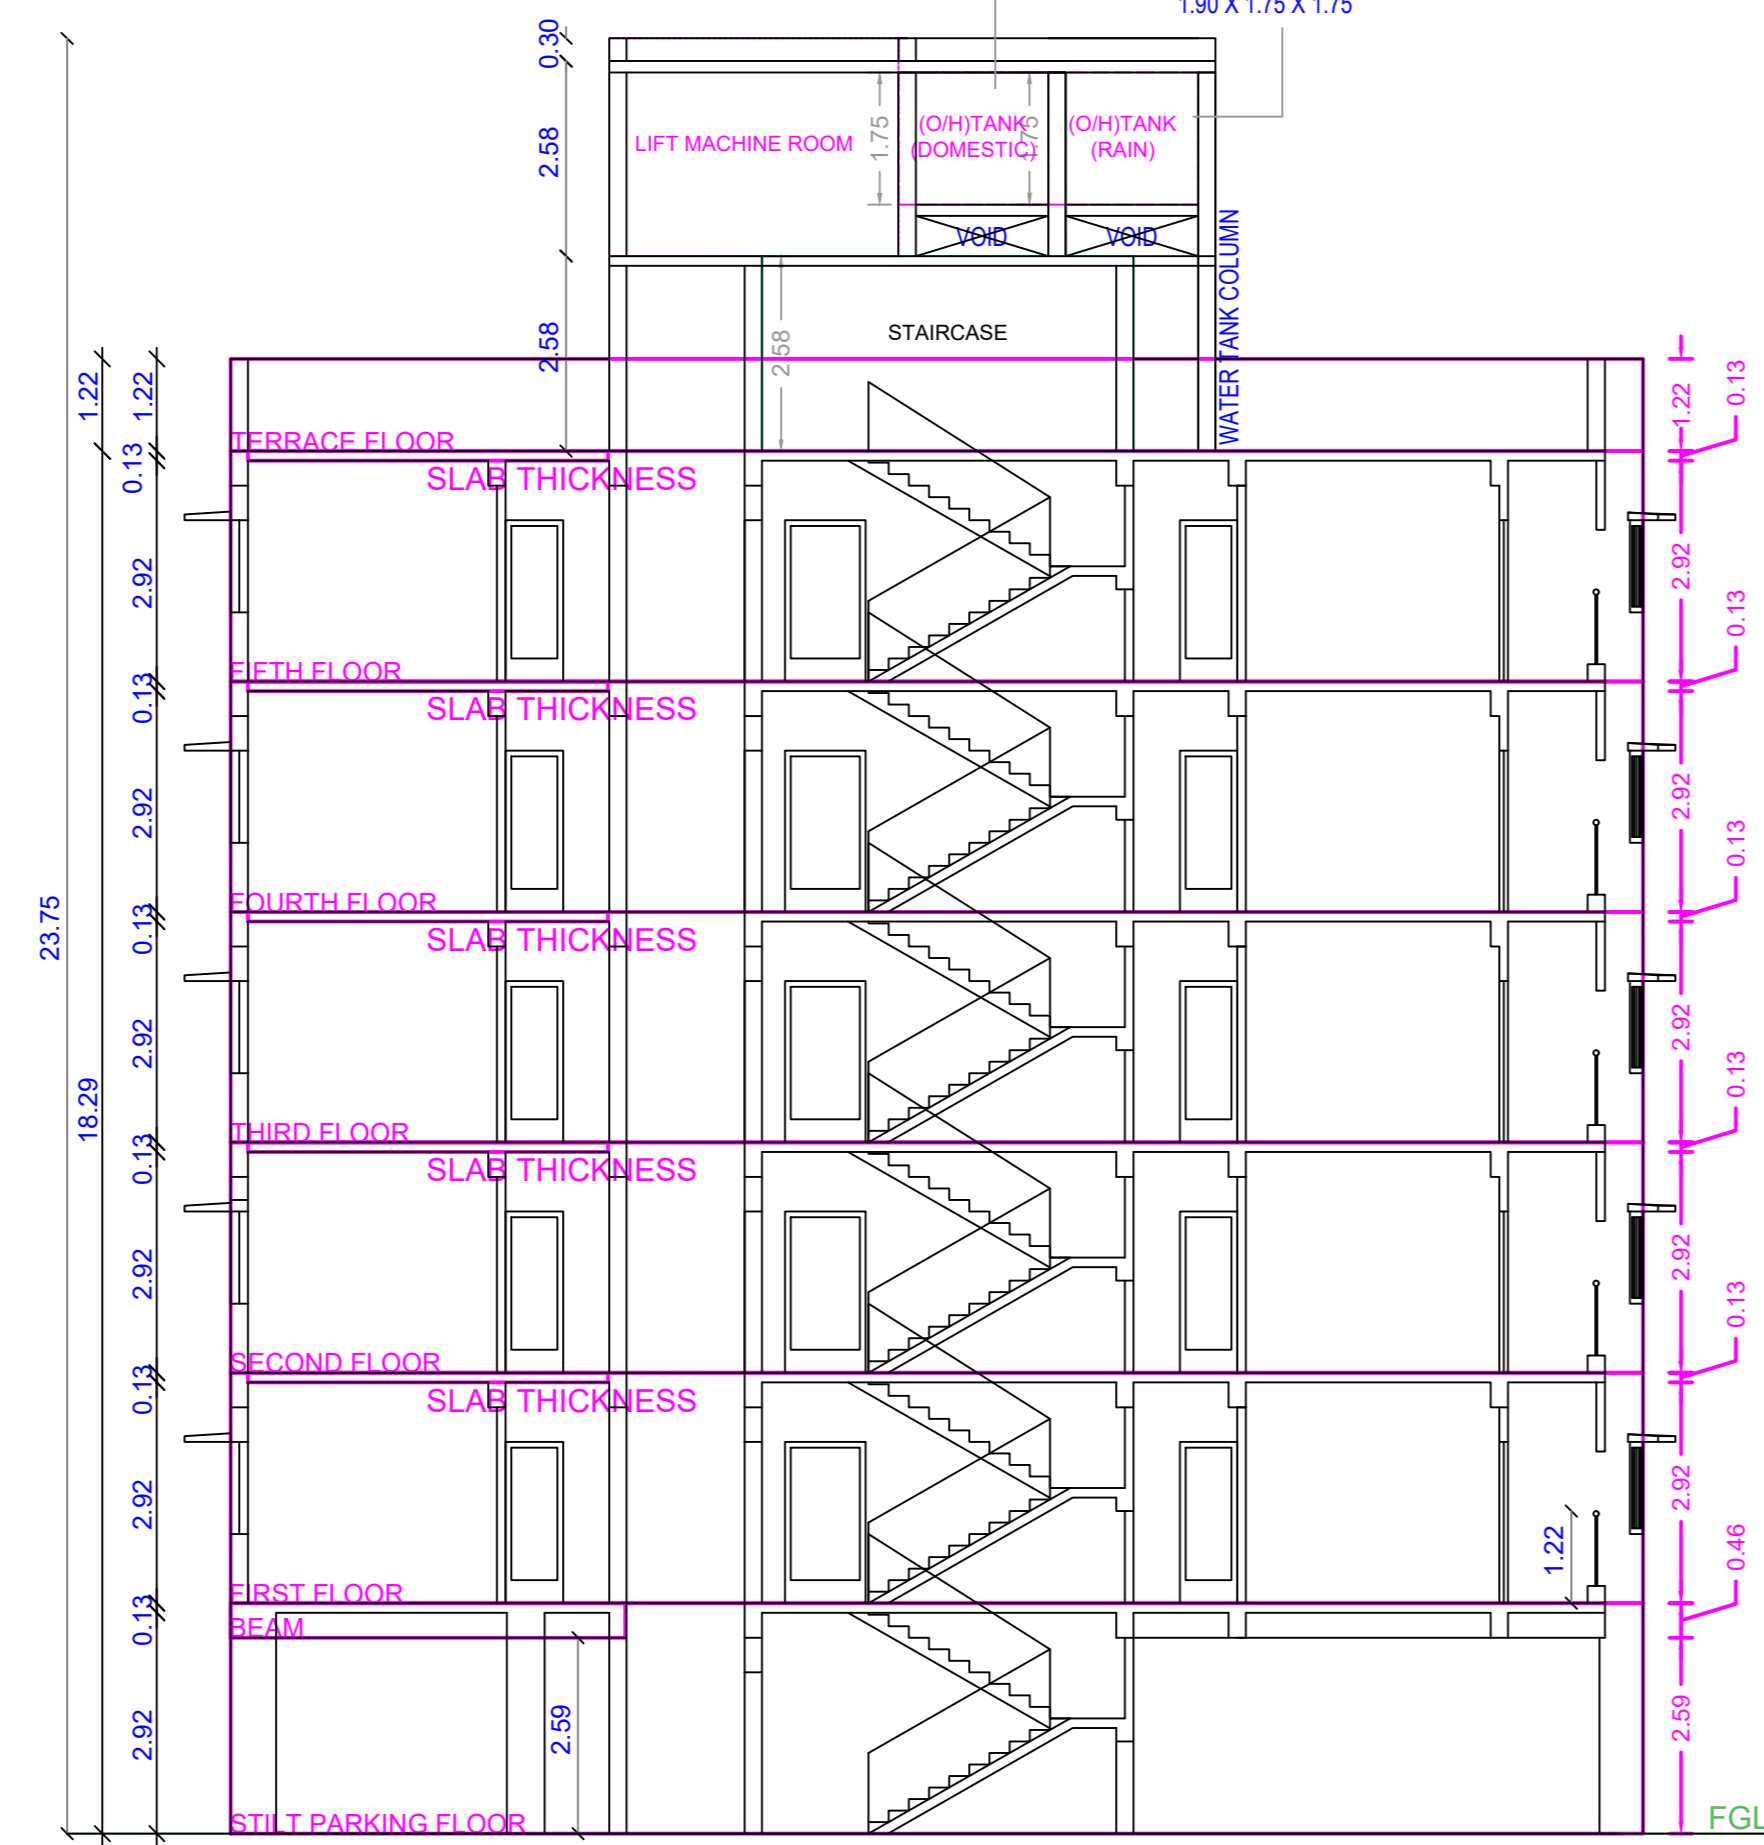 1.90 X 1.75 X 1.75
0.30
2.58
LIFT MACHINE ROOM
1.75
(O/H)TANK
(DOMESTIC)
1.75
(O/H)TANK
(RAIN)
VOID
VOID
WATER TANK COLUMN
2.58
2.58
STAIRCASE
1.22
1.22
1.22
0.13
TERRACE FLOOR
0.13
SLAB THICKNESS
2.92
2.92
0.13
FIFTH FLOOR
0.13
SLAB THICKNESS
2.92
2.92
0.13
FOURTH FLOOR
0.13
SLAB THICKNESS
23.75
2.92
2.92
18.29
0.13
THIRD FLOOR
0.13
SLAB THICKNESS
2.92
2.92
0.13
SECOND FLOOR
0.13
SLAB THICKNESS
2.92
2.92
1.22
0.46
FIRST FLOOR
0.13
BEAM
2.92
2.59
2.59
STILT PARKING FLOOR
FGL